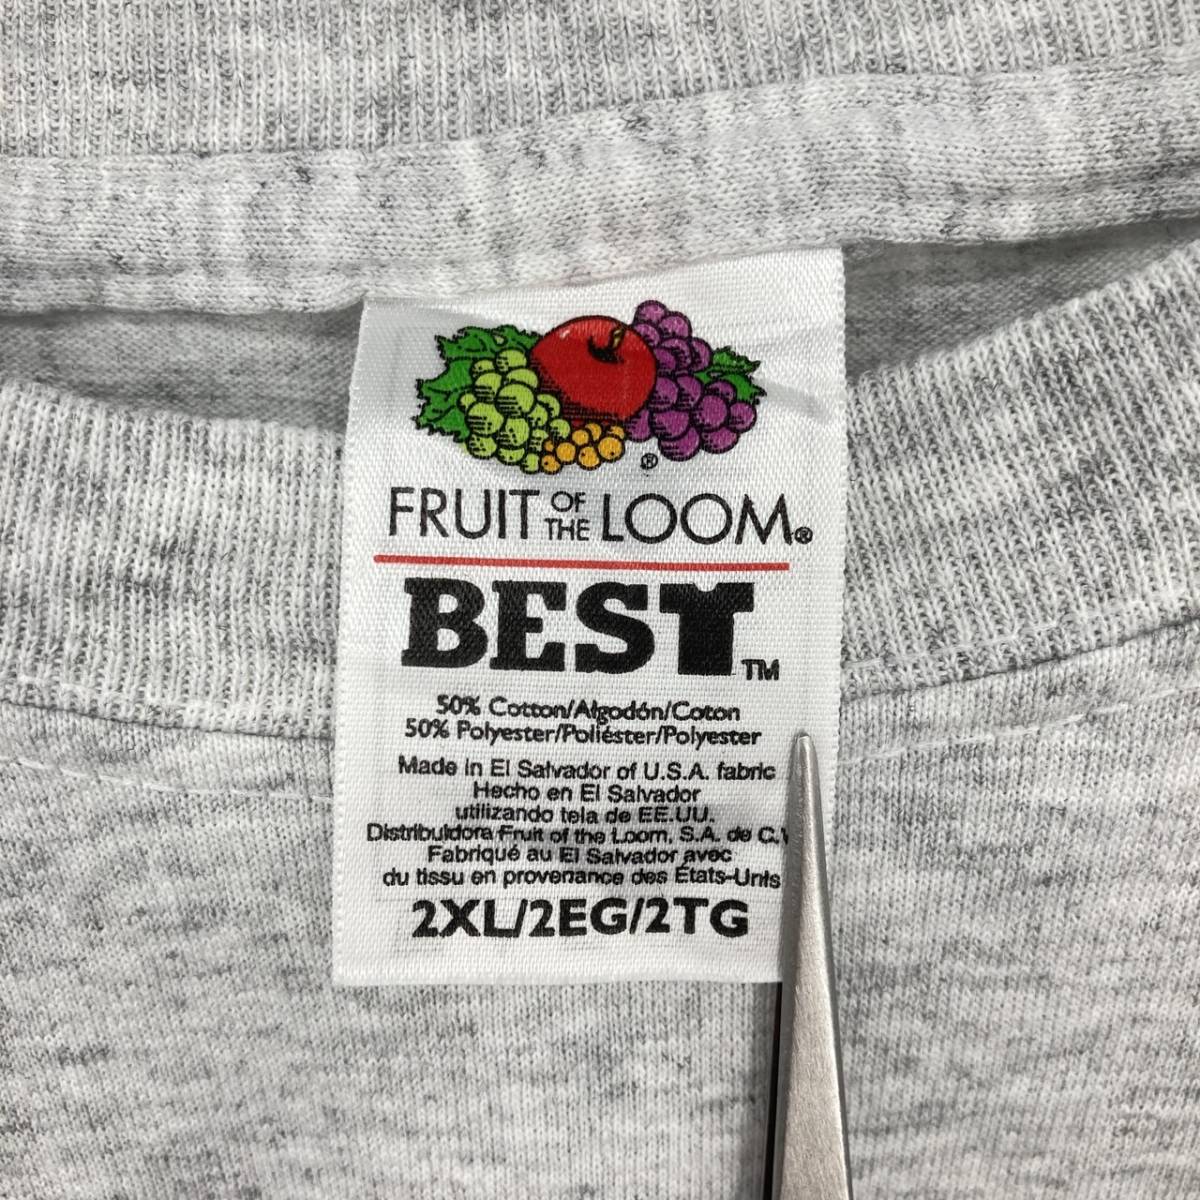 ®
FRUIT OF THE LOOM®
BEST™
50% Cotton/Algodón/Coton
50% Polyester/Poliéster/Polyester
Made in El Salvador of U.S.A. fabric
Hecho en El Salvador
utilizando tela de EE.UU.
Distribuidora Fruit of the Loom, S.A. de C.V
Fabriqué au El Salvador avec
du tissu en provenance des États-Unis
2XL/2EG/2TG